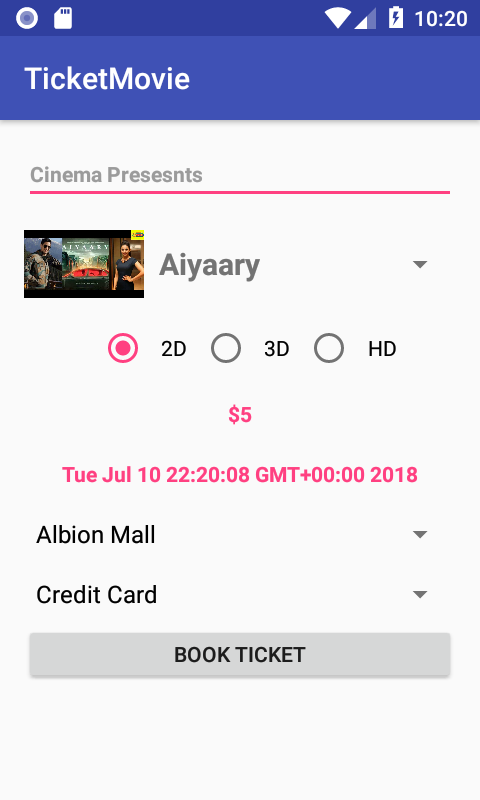 10:20
TicketMovie
Cinema Presesnts
AIYAARY
Aiyaary
2D 3D HD
$5
Tue Jul 10 22:20:08 GMT+00:00 2018
Albion Mall
Credit Card
BOOK TICKET